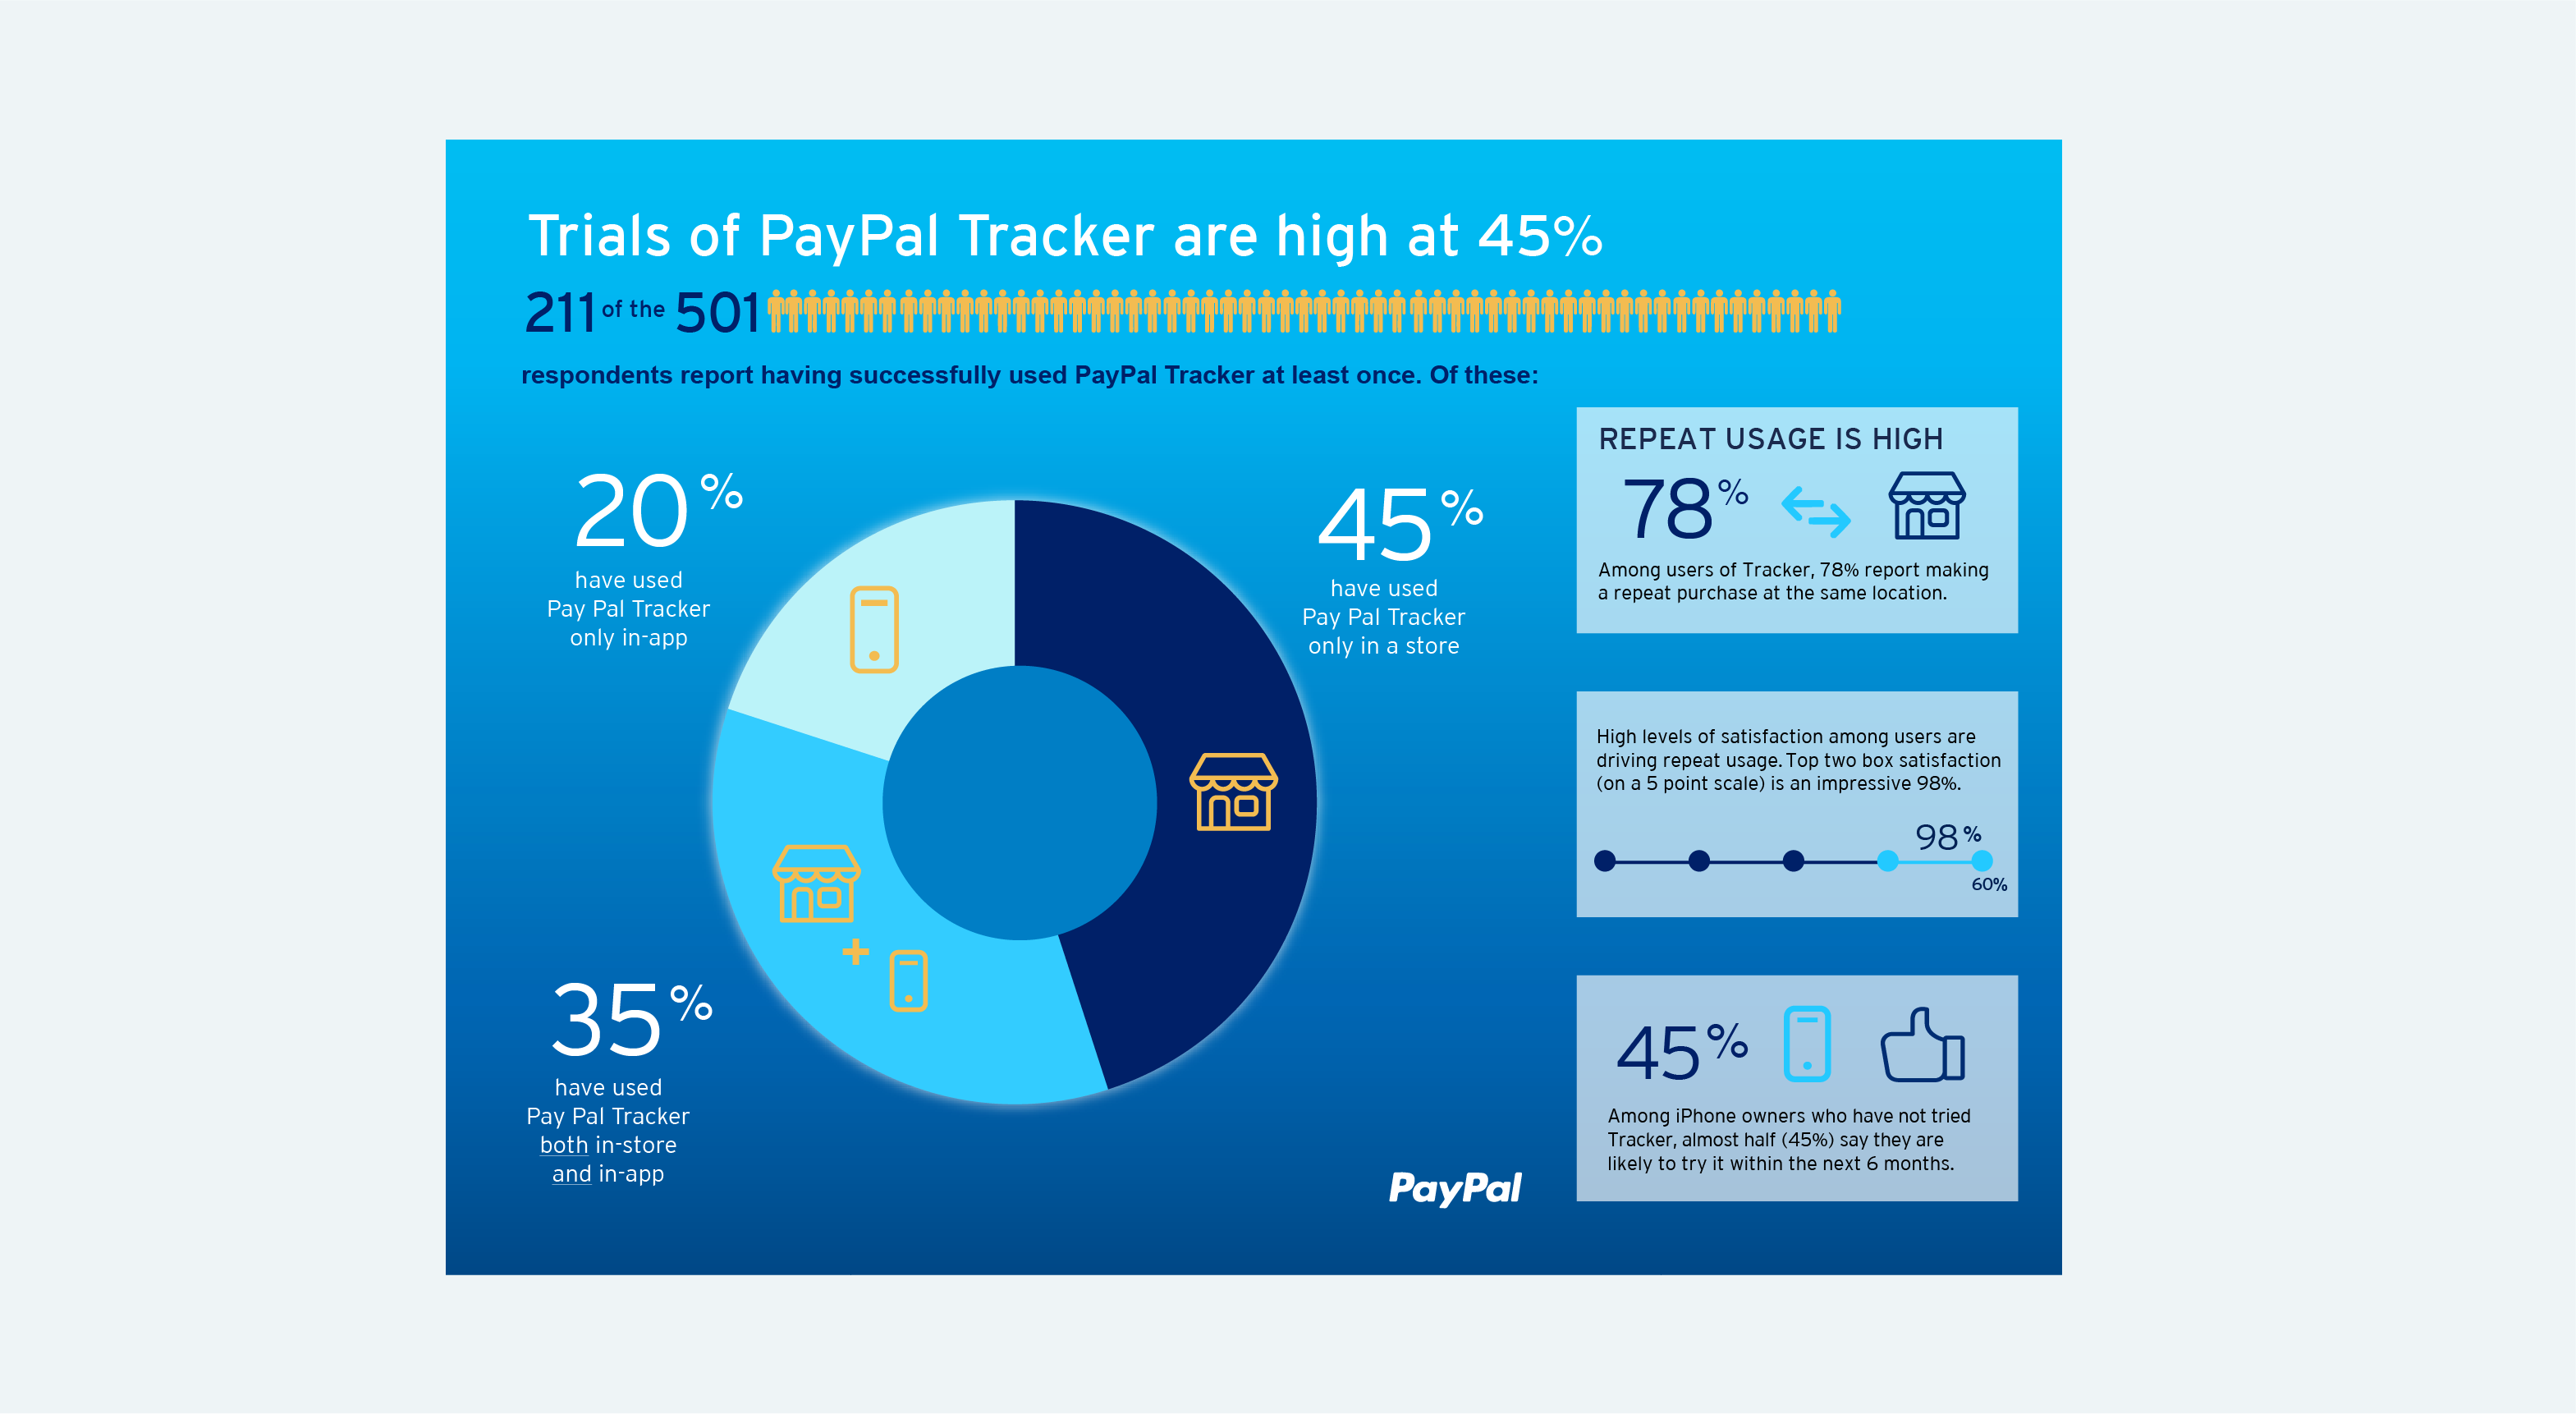 Trials of PayPal Tracker are high at 45%
211 of the 501
respondents report having successfully used PayPal Tracker at least once. Of these:
20%
have used
Pay Pal Tracker
only in-app
45%
have used
Pay Pal Tracker
only in a store
35%
have used
Pay Pal Tracker
both in-store
and in-app
REPEAT USAGE IS HIGH
78%
Among users of Tracker, 78% report making
a repeat purchase at the same location.
High levels of satisfaction among users are
driving repeat usage. Top two box satisfaction
(on a 5 point scale) is an impressive 98%.
98%
60%
45%
Among iPhone owners who have not tried
Tracker, almost half (45%) say they are
likely to try it within the next 6 months.
PayPal